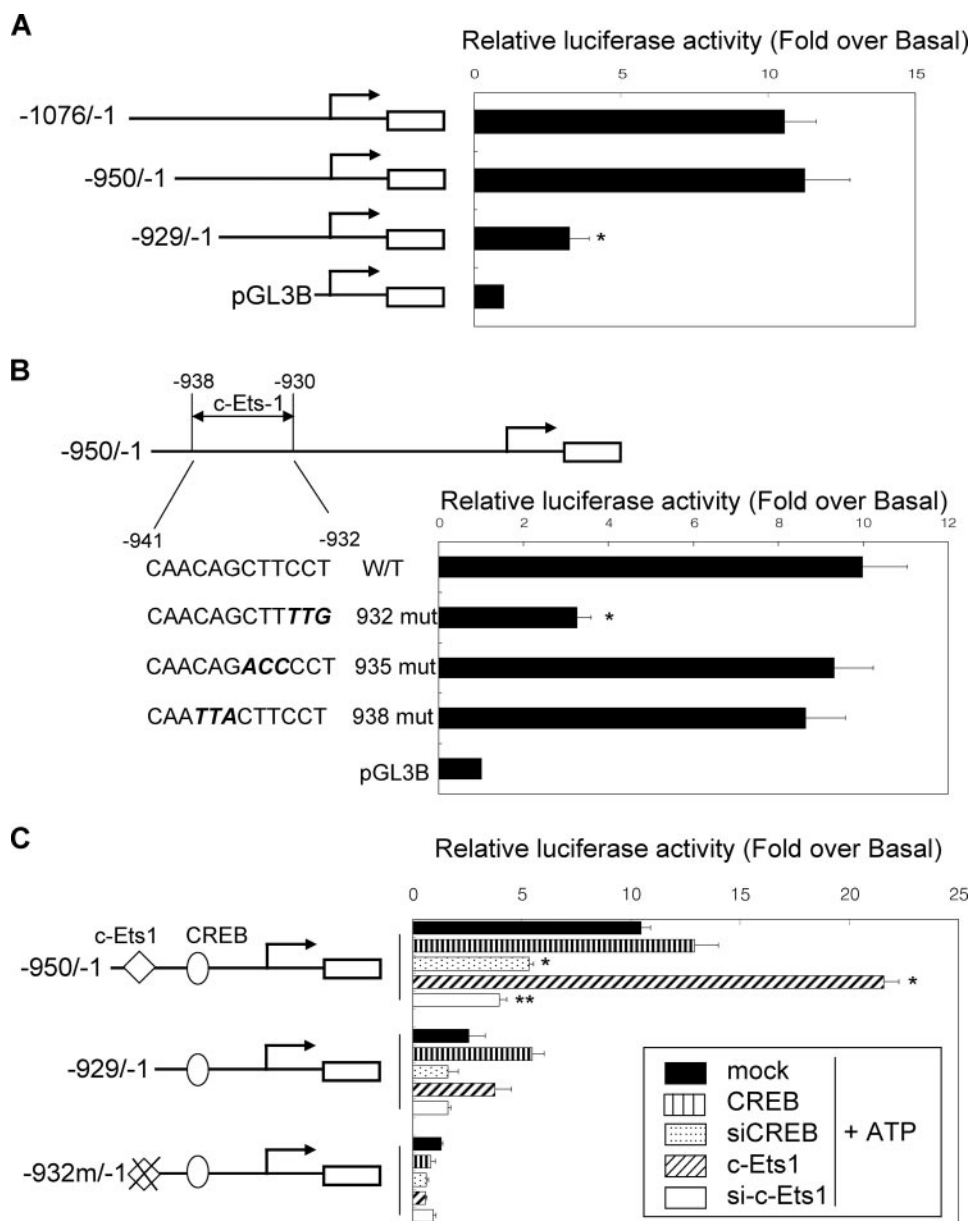 A
Relative luciferase activity (Fold over Basal)
0 5 10 15
-1076/-1
-950/-1
-929/-1 *
pGL3B
B
-938 -930
c-Ets-1
-950/-1
Relative luciferase activity (Fold over Basal)
0 2 4 6 8 10 12
-941 -932
CAACAGCTTCCT W/T
CAACAGCTTTTG 932 mut *
CAACAGACCCCT 935 mut
CAATTACTTCCT 938 mut
pGL3B
C
Relative luciferase activity (Fold over Basal)
0 5 10 15 20 25
c-Ets1 CREB
-950/-1
*
*
**
-929/-1
-932m/-1
mock
CREB
siCREB + ATP
c-Ets1
si-c-Ets1